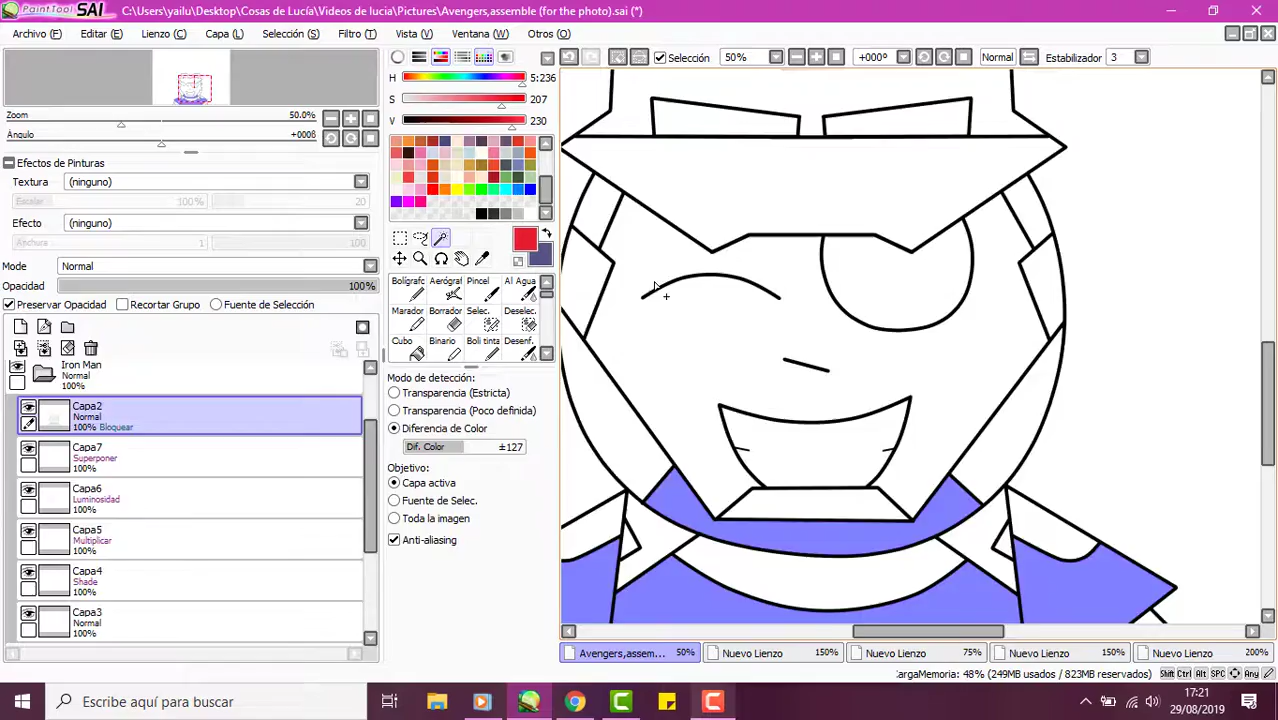 PaintTool SAI C:\Users\yailu\Desktop\Cosas de Lucía\Videos de lucia\Pictures\Avengers,assemble (for the photo).sai (*)
Archivo (F) Editar (E) Lienzo (C) Capa (L) Selección (S) Filtro (T) Ventana (W) Otros (O)
Selección 50% +000° Normal Estabilizador 3
H 5:236
S 207
V 230
Zoom 50.0%
Ángulo +000ß
Efectos de Pinturas
Textura (ninguno)
Escalar 100% 20
Efecto (ninguno)
Anchura 1 100
Mode Normal
Opacidad 100%
Preservar Opacidad Recortar Grupo Fuente de Selección
Iron Man
Normal
100%
Capa2
Normal
100% Bloquear
Capa7
Superponer
100%
Capa6
Luminosidad
100%
Capa5
Multiplicar
100%
Capa4
Shade
100%
Capa3
Normal
100%
Bolígrafc Aerógraf Pincel Al Agua
Marador Borrador Selec. Deselec.
Cubo Binario Boli tinta Desenf.
Modo de detección:
Transparencia (Estricta)
Transparencia (Poco definida)
Diferencia de Color
Dif. Color ±127
Objetivo:
Capa activa
Fuente de Selec.
Toda la imagen
Anti-aliasing
Avengers,assem... 50% Nuevo Lienzo 150% Nuevo Lienzo 75% Nuevo Lienzo 150% Nuevo Lienzo 200%
CargaMemoria: 48% (249MB usados / 823MB reservados) Shift Ctrl Alt SPC Any
Escribe aquí para buscar
17:21
29/08/2019